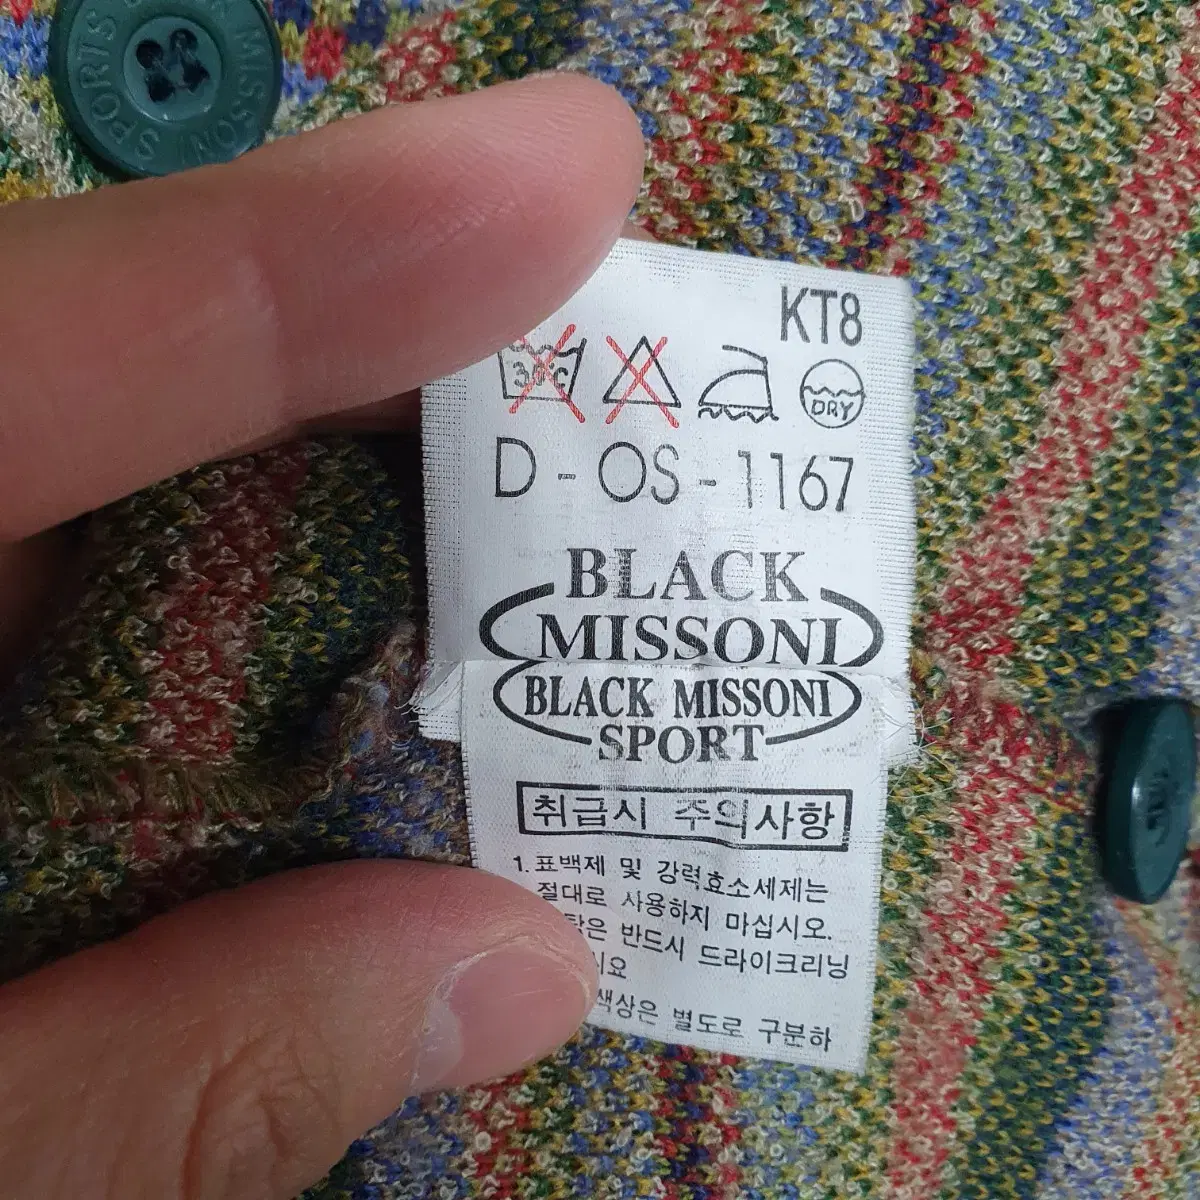 MISSONI SPORTS
KT8
30°C
DRY
D - OS - 1167
BLACK
MISSONI
BLACK MISSONI
SPORT
취급시 주의사항
1. 표백제 및 강력효소세제는
절대로 사용하지 마십시오.
반드시 드라이크리닝
색상은 별도로 구분하